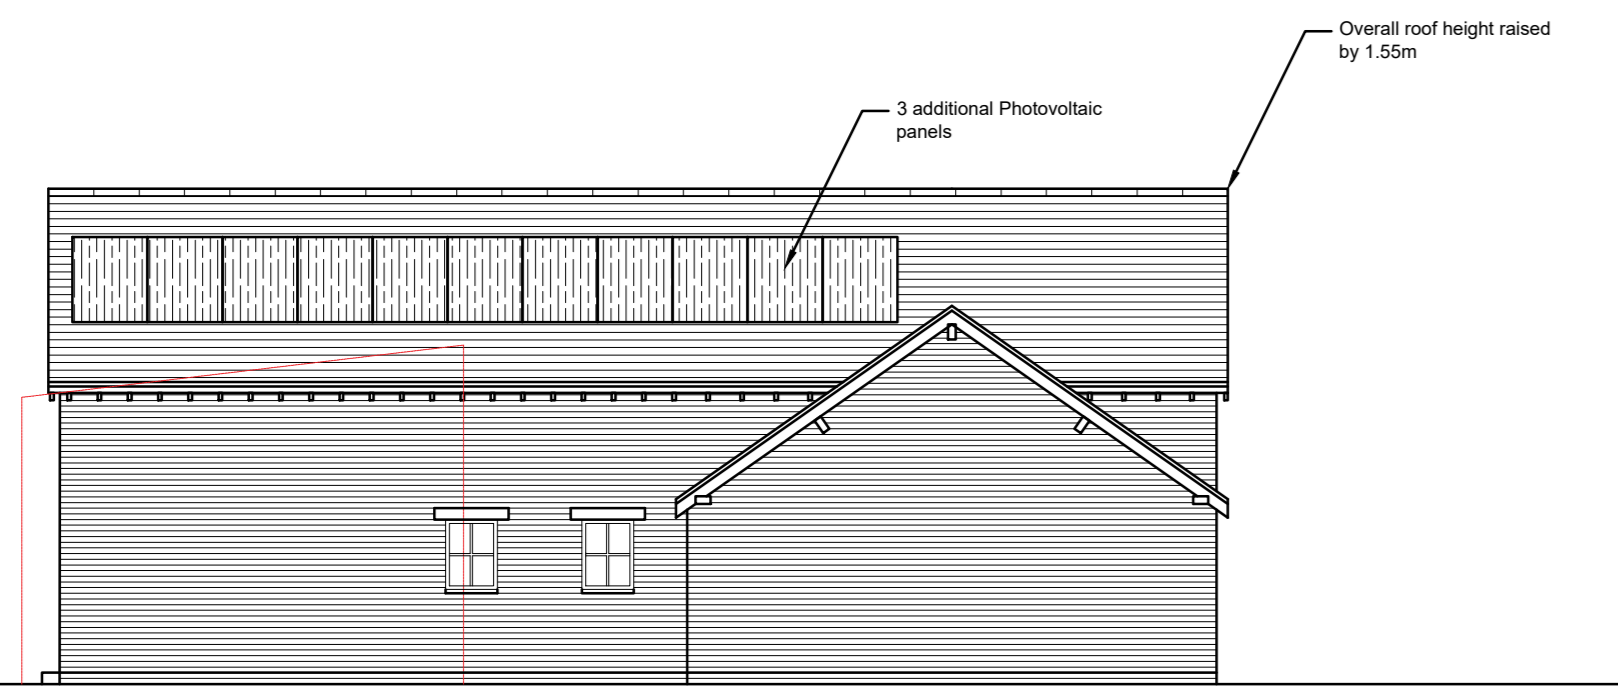 Overall roof height raised
by 1.55m
3 additional Photovoltaic
panels